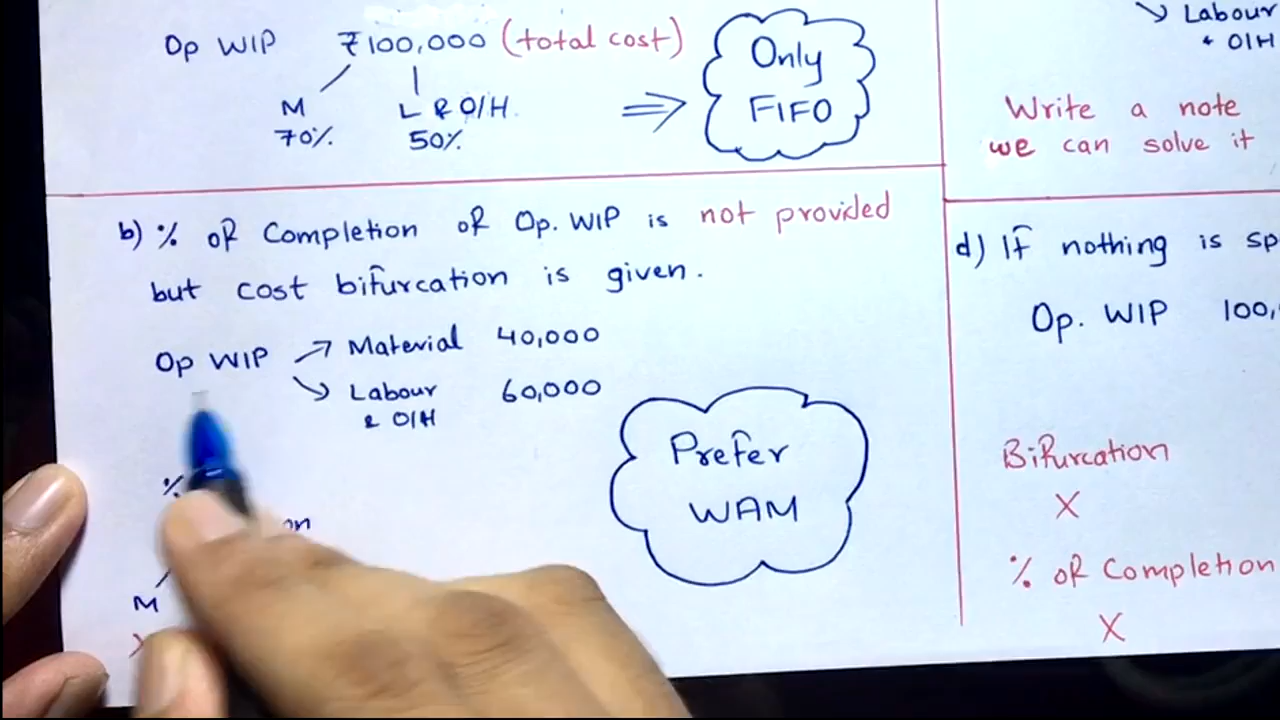 Op WIP ₹100,000 (total cost)
M L & O/H
70% 50%
Only
FIFO
b) % of Completion of Op. WIP is not provided
but cost bifurcation is given.
Op WIP → Material 40,000
Labour 60,000
& O/H
Prefer
WAM
%
on
M
X
Labour
+ O/H
Write a note
we can solve it
d) If nothing is sp
Op. WIP 100,
Bifurcation
X
% of Completion
X